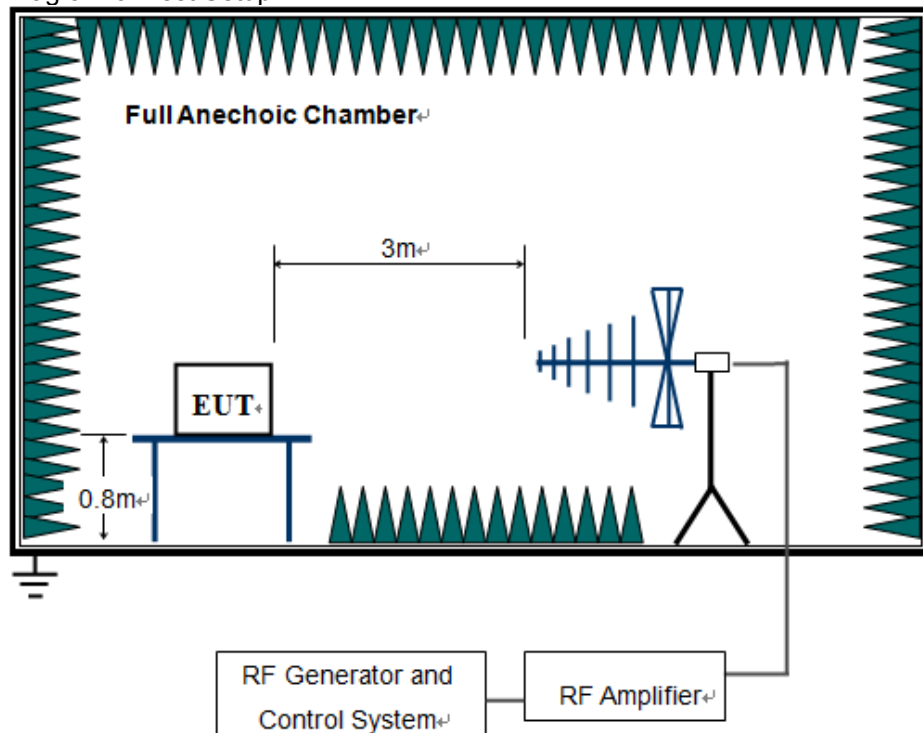 Full Anechoic Chamber↵
3m↵
EUT↵
0.8m↵
RF Generator and
Control System↵
RF Amplifier↵